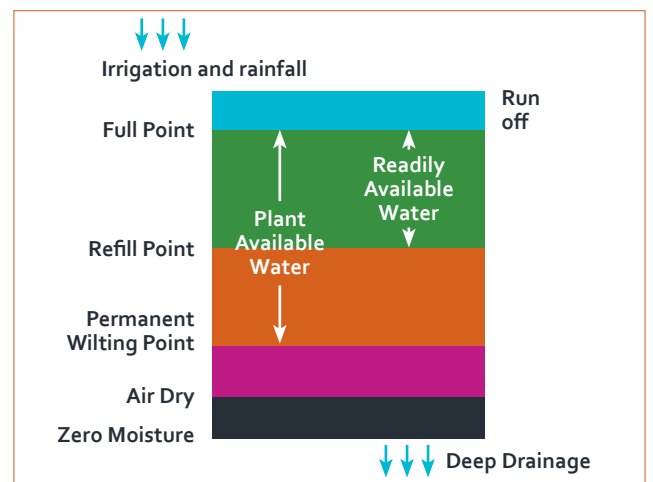 Irrigation and rainfall
Run
off
Full Point
Readily
Available
Water
Plant
Available
Water
Refill Point
Permanent
Wilting Point
Air Dry
Zero Moisture
Deep Drainage